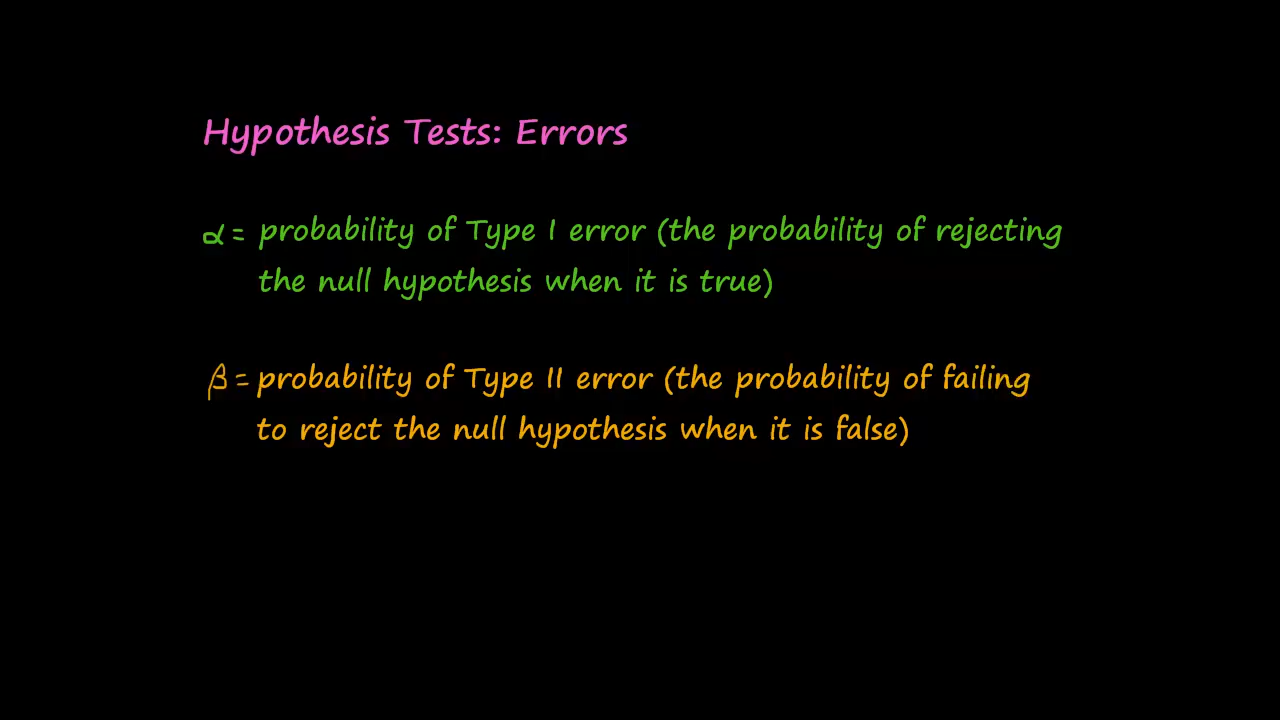 Hypothesis Tests: Errors
α = probability of Type I error (the probability of rejecting
the null hypothesis when it is true)
β = probability of Type II error (the probability of failing
to reject the null hypothesis when it is false)